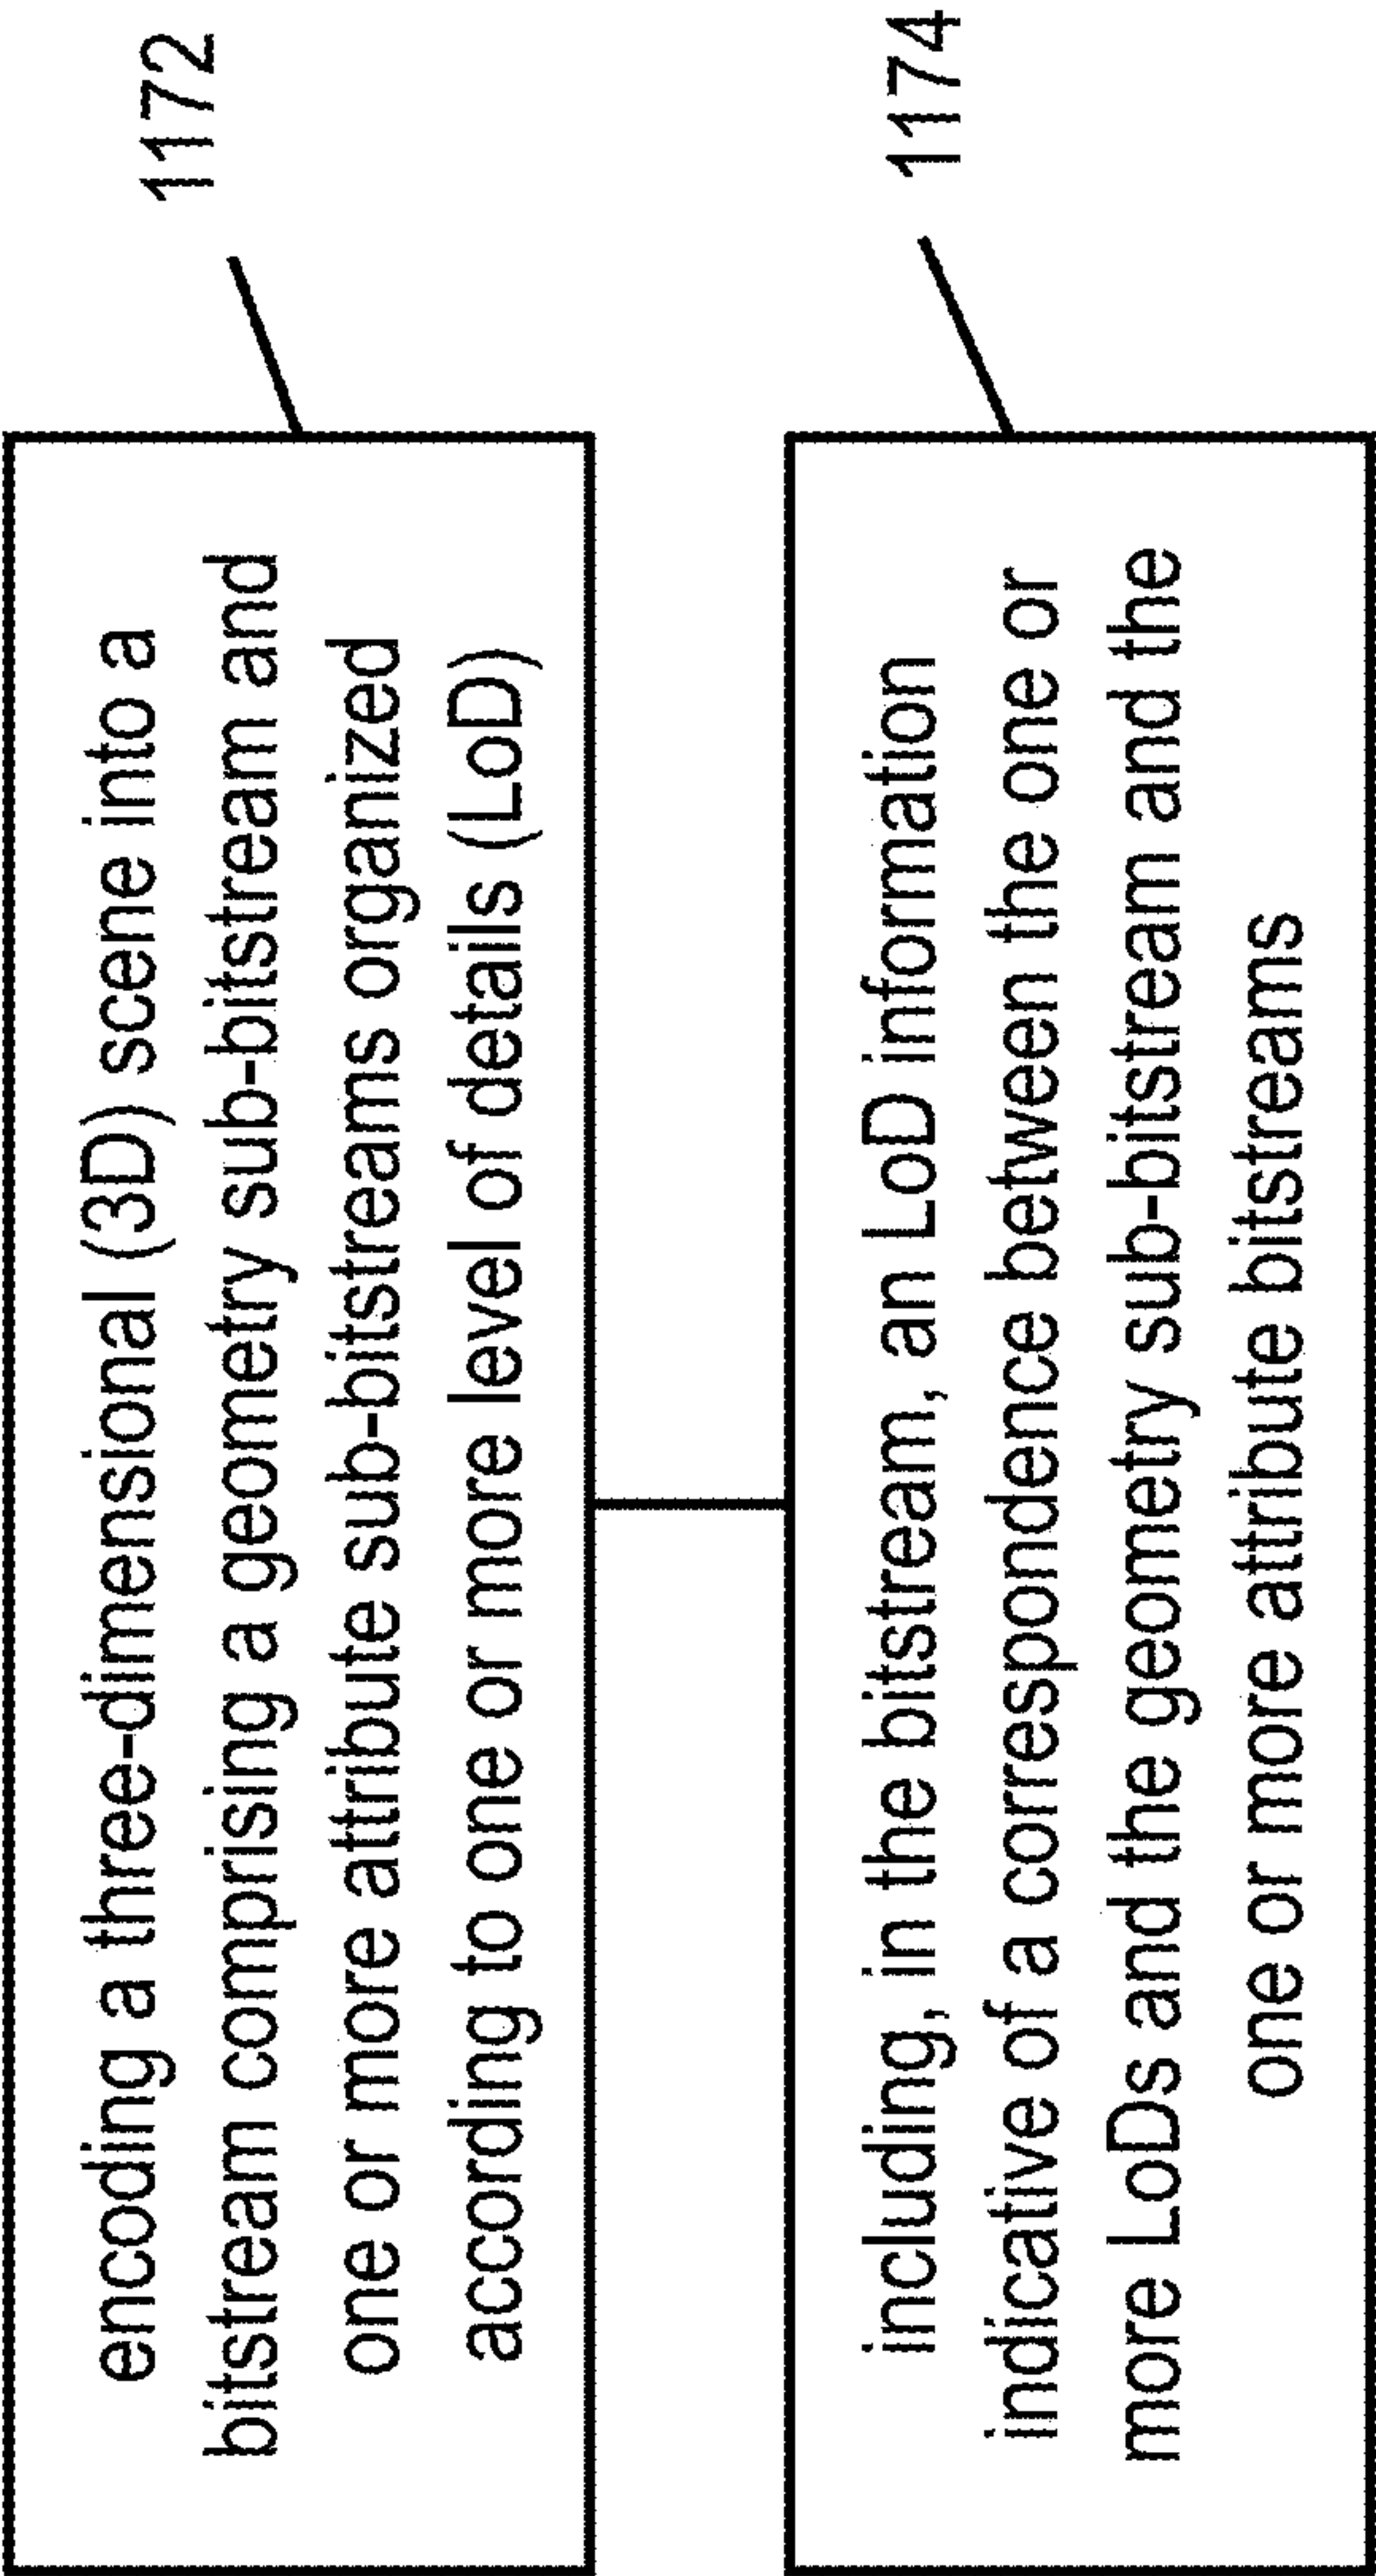 encoding a three-dimensional (3D) scene into a
bitstream comprising a geometry sub-bitstream and
one or more attribute sub-bitstreams organized
according to one or more level of details (LoD)
1172
including, in the bitstream, an LoD information
indicative of a correspondence between the one or
more LoDs and the geometry sub-bitstream and the
one or more attribute bitstreams
1174